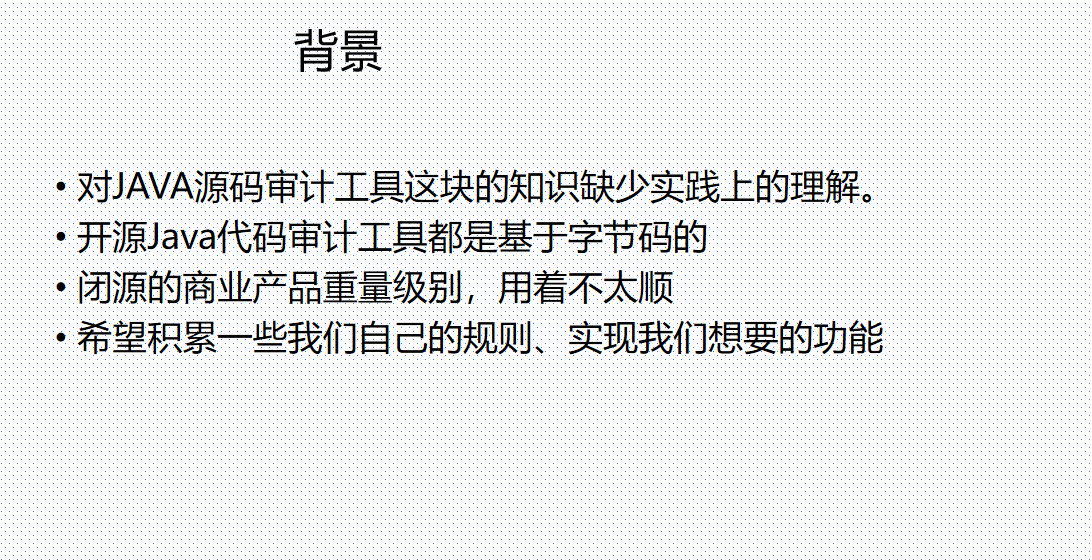 背景
• 对JAVA源码审计工具这块的知识缺少实践上的理解。
• 开源Java代码审计工具都是基于字节码的
• 闭源的商业产品重量级别，用着不太顺
• 希望积累一些我们自己的规则、实现我们想要的功能